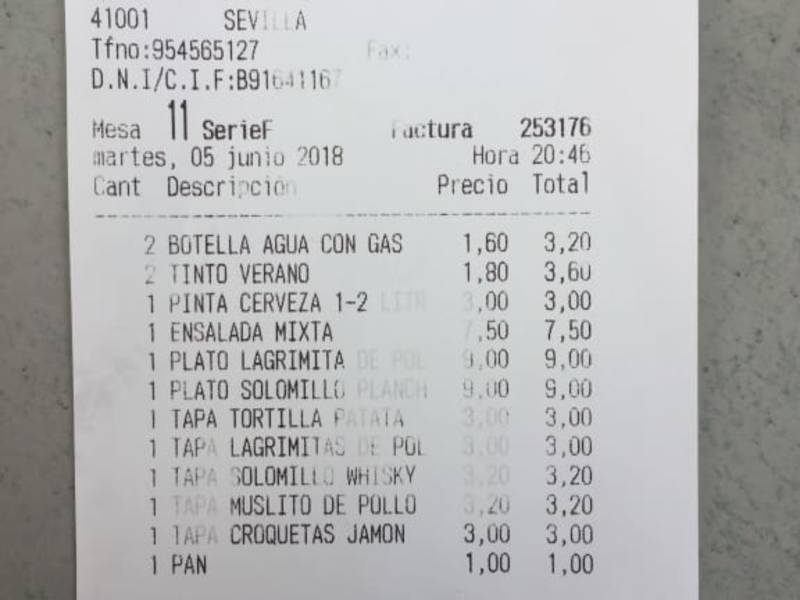 41001 SEVILLA
Tfno:954565127 Fax:
D.N.I/C.I.F:B91641167
Mesa 11 SerieF Factura 253176
martes, 05 junio 2018 Hora 20:46
Cant Descripción Precio Total
2 BOTELLA AGUA CON GAS 1,60 3,20
2 TINTO VERANO 1,80 3,60
1 PINTA CERVEZA 1-2 LITR 3,00 3,00
1 ENSALADA MIXTA 7,50 7,50
1 PLATO LAGRIMITA DE POL 9,00 9,00
1 PLATO SOLOMILLO PLANCH 9,00 9,00
1 TAPA TORTILLA PATATA 3,00 3,00
1 TAPA LAGRIMITAS DE POL 3,00 3,00
1 TAPA SOLOMILLO WHISKY 3,20 3,20
1 TAPA MUSLITO DE POLLO 3,20 3,20
1 TAPA CROQUETAS JAMON 3,00 3,00
1 PAN 1,00 1,00